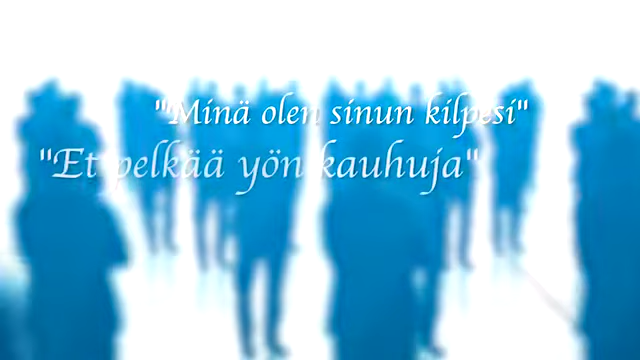 "Minä olen sinun kilpesi"
"Et pelkää yön kauhuja"